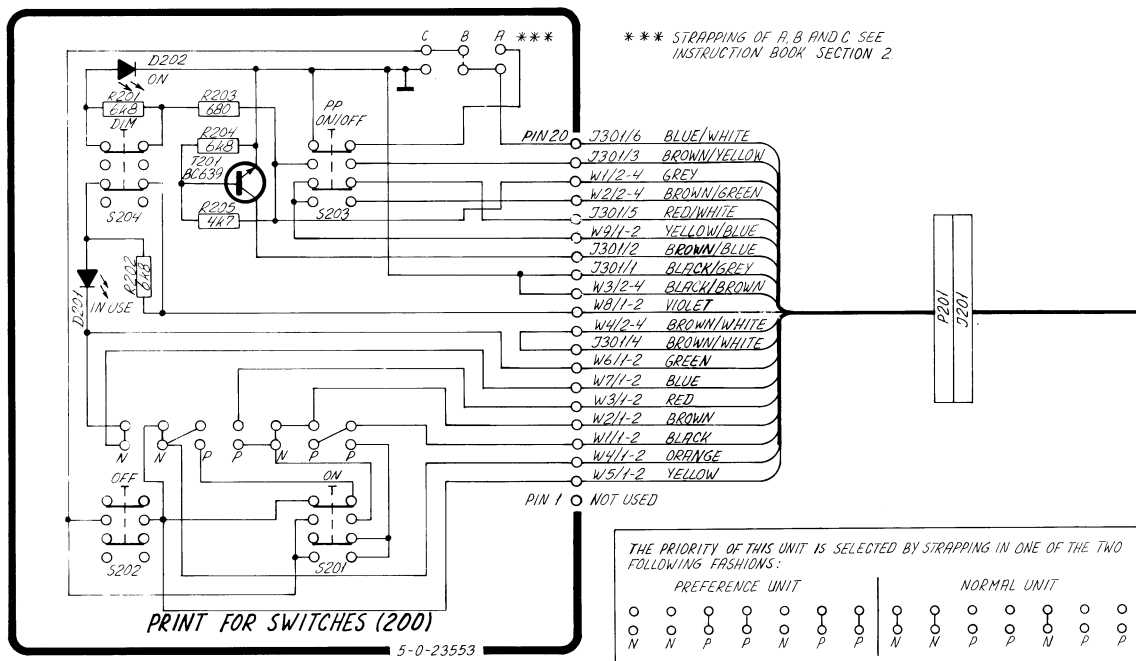 C B A ***
*** STRAPPING OF A, B AND C SEE
INSTRUCTION BOOK SECTION 2.
D202
ON
R201
6k8
DIM
R203
680
R204
6k8
T201
BC639
R205
4k7
PP
ON/OFF
S204
S203
R202
6k8
D201
IN USE
PIN 20 J301/6 BLUE/WHITE
J301/3 BROWN/YELLOW
W1/2-4 GREY
W2/2-4 BROWN/GREEN
J301/5 RED/WHITE
W9/1-2 YELLOW/BLUE
J301/2 BROWN/BLUE
J301/1 BLACK/GREY
W3/2-4 BLACK/BROWN
W8/1-2 VIOLET
W4/2-4 BROWN/WHITE
J301/4 BROWN/WHITE
W6/1-2 GREEN
W7/1-2 BLUE
W3/1-2 RED
W2/1-2 BROWN
W1/1-2 BLACK
W4/1-2 ORANGE
W5/1-2 YELLOW
PIN 1 NOT USED
P201
J201
N N P P N P P
OFF
ON
S202
S201
PRINT FOR SWITCHES (200)
5-0-23553
THE PRIORITY OF THIS UNIT IS SELECTED BY STRAPPING IN ONE OF THE TWO
FOLLOWING FASHIONS:
PREFERENCE UNIT
N N P P N P P
NORMAL UNIT
N N P P N P P